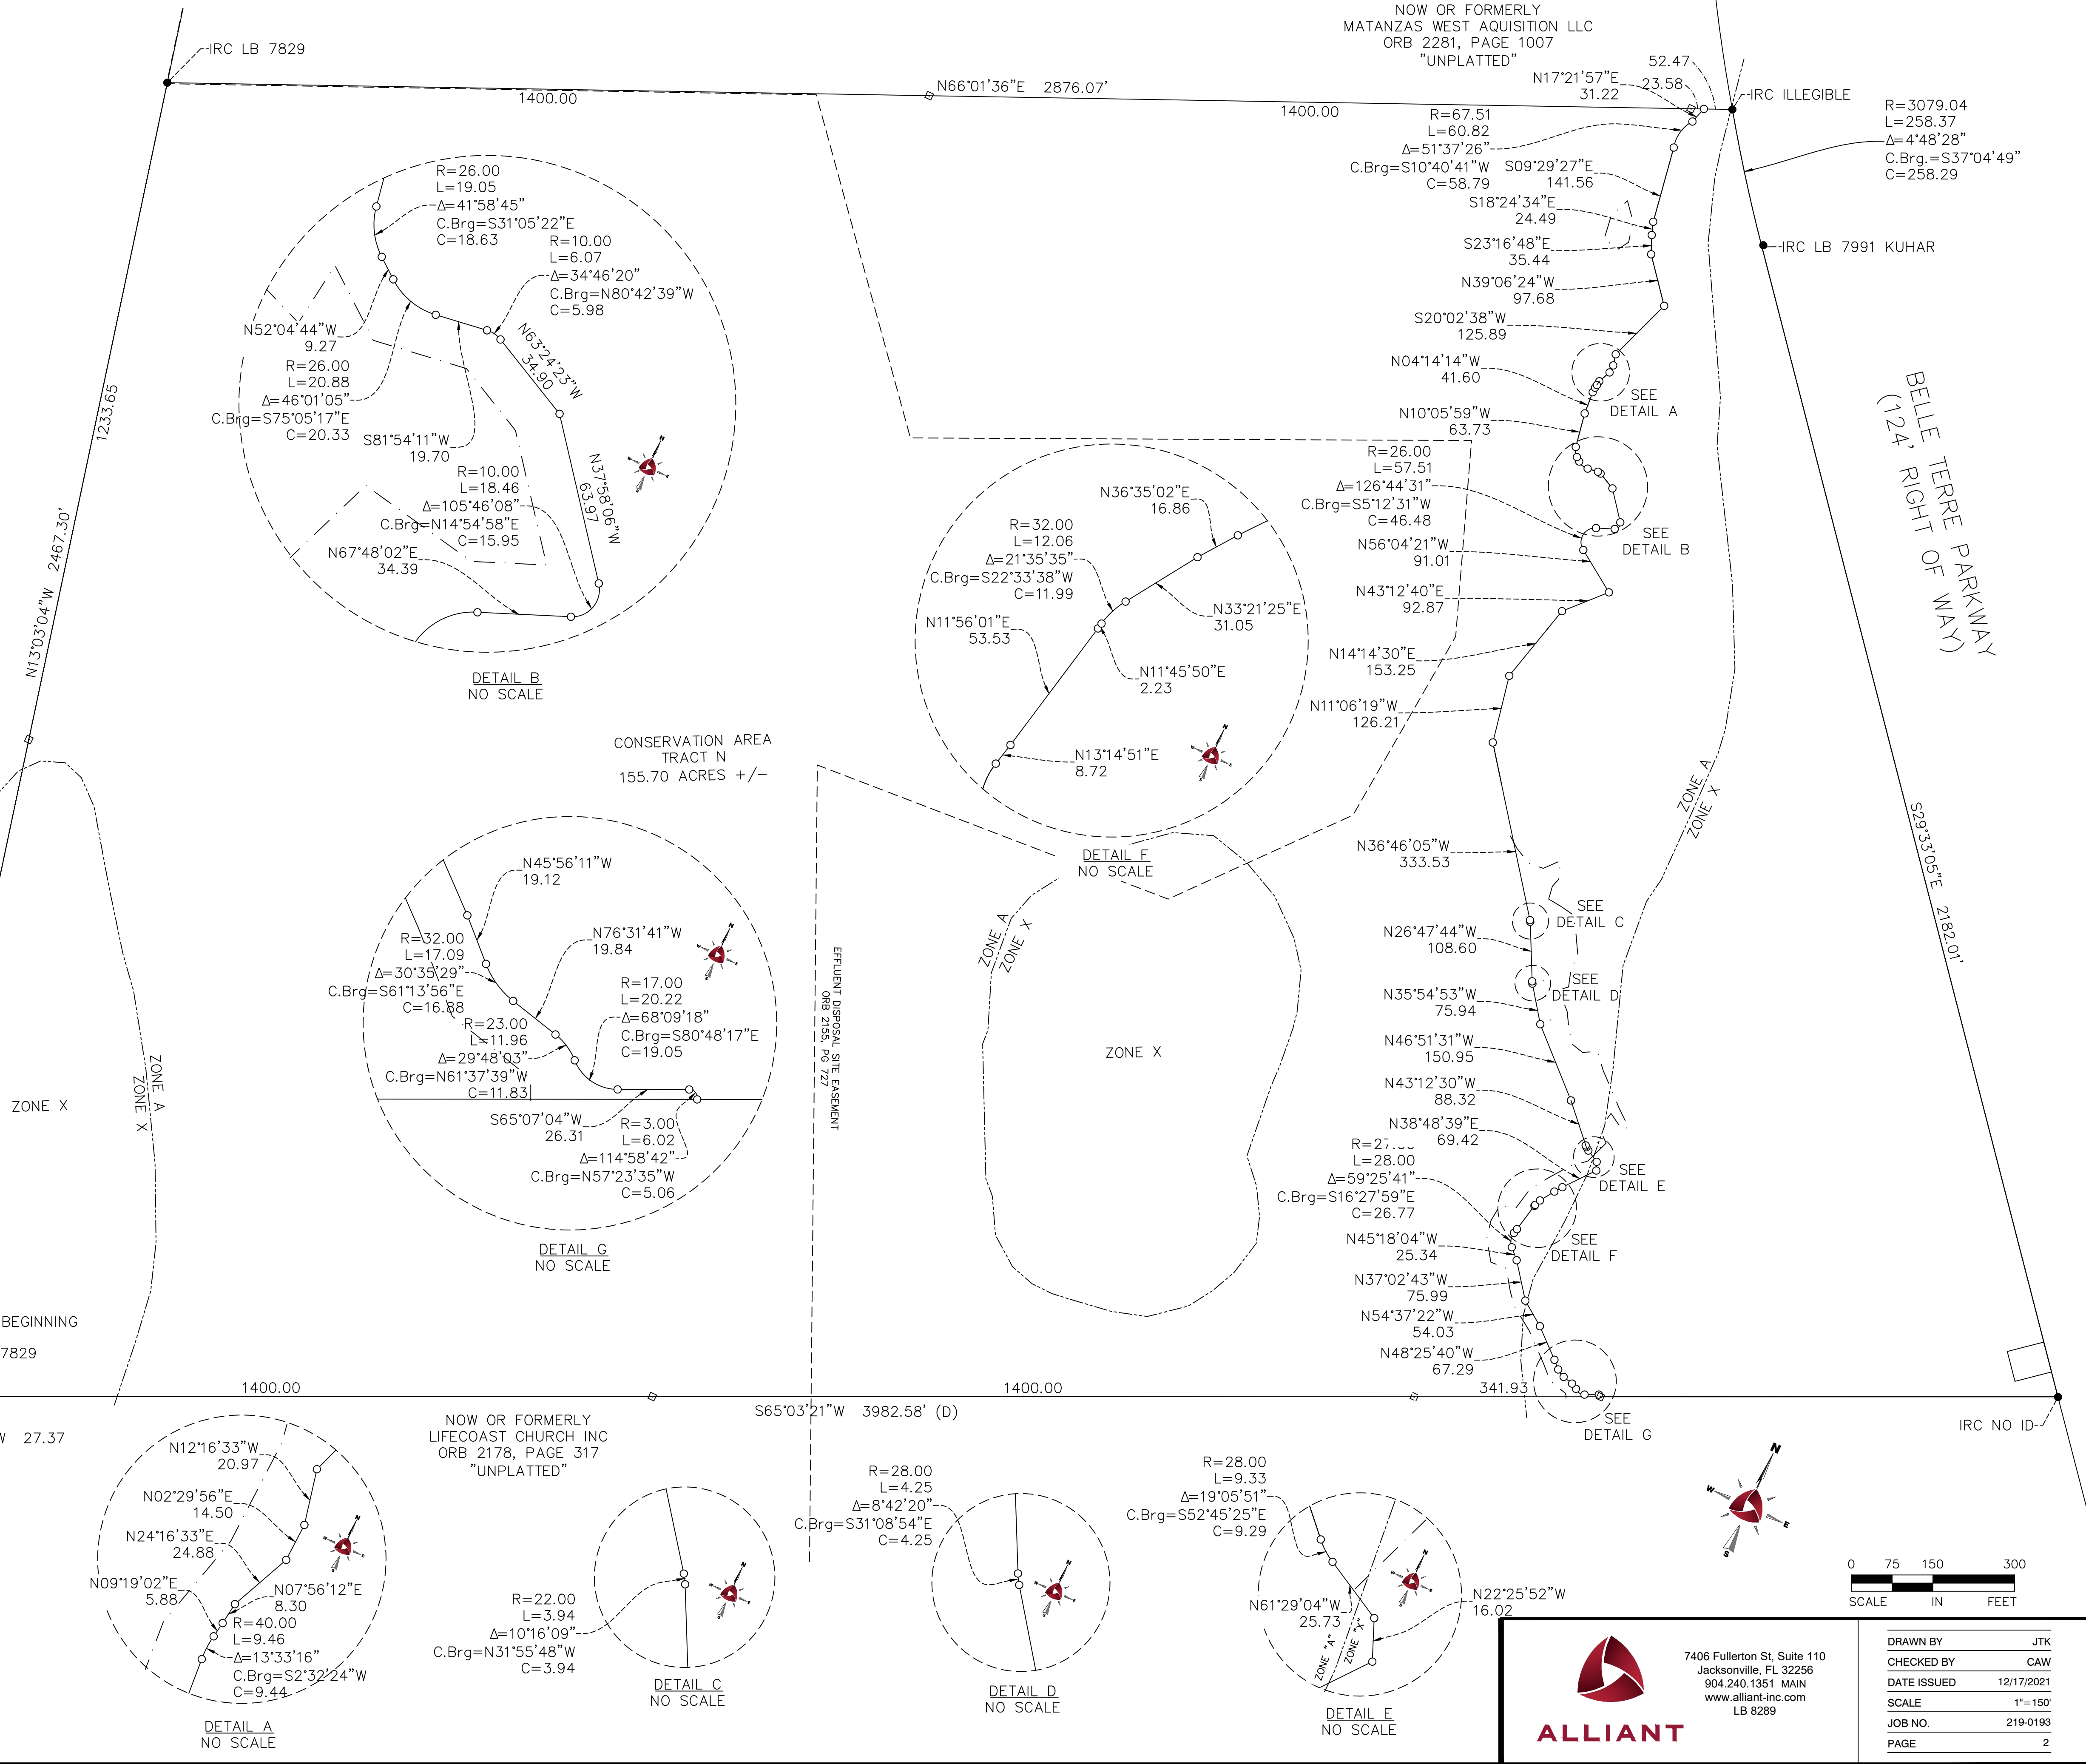 IRC LB 7829
N66°01'36"E 2876.07'
1400.00
1400.00
NOW OR FORMERLY
MATANZAS WEST AQUISITION LLC
ORB 2281, PAGE 1007
"UNPLATTED"
52.47
N17°21'57"E
31.22
23.58
IRC ILLEGIBLE
R=3079.04
L=258.37
Δ=4°48'28"
C.Brg.=S37°04'49"
C=258.29
R=67.51
L=60.82
Δ=51°37'26"
C.Brg=S10°40'41"W
C=58.79
S09°29'27"E
141.56
S18°24'34"E
24.49
S23°16'48"E
35.44
IRC LB 7991 KUHAR
N39°06'24"W
97.68
S20°02'38"W
125.89
N04°14'14"W
41.60
SEE
DETAIL A
N10°05'59"W
63.73
R=26.00
L=57.51
Δ=126°44'31"
C.Brg=S5°12'31"W
C=46.48
SEE
DETAIL B
N56°04'21"W
91.01
N43°12'40"E
92.87
N14°14'30"E
153.25
N11°06'19"W
126.21
BELLE TERRE PARKWAY
(124' RIGHT OF WAY)
ZONE A
ZONE X
S29°33'05"E 2182.01'
N36°46'05"W
333.53
SEE
DETAIL C
N26°47'44"W
108.60
SEE
DETAIL D
N35°54'53"W
75.94
N46°51'31"W
150.95
N43°12'30"W
88.32
N38°48'39"E
69.42
SEE
DETAIL E
L=28.00
Δ=59°25'41"
C.Brg=S16°27'59"E
C=26.77
SEE
DETAIL F
N45°18'04"W
25.34
N37°02'43"W
75.99
N54°37'22"W
54.03
N48°25'40"W
67.29
341.93
SEE
DETAIL G
IRC NO ID
1233.65
N13°03'04"W 2467.30'
R=26.00
L=19.05
Δ=41°58'45"
C.Brg=S31°05'22"E
C=18.63
R=10.00
L=6.07
Δ=34°46'20"
C.Brg=N80°42'39"W
C=5.98
N52°04'44"W
9.27
R=26.00
L=20.88
Δ=46°01'05"
C.Brg=S75°05'17"E
C=20.33
N63°24'23"W
34.90
S81°54'11"W
19.70
R=10.00
L=18.46
Δ=105°46'08"
C.Brg=N14°54'58"E
C=15.95
N37°58'06"W
63.97
N67°48'02"E
34.39
DETAIL B
NO SCALE
N36°35'02"E
16.86
R=32.00
L=12.06
Δ=21°35'35"
C.Brg=S22°33'38"W
C=11.99
N33°21'25"E
31.05
N11°56'01"E
53.53
N11°45'50"E
2.23
N13°14'51"E
8.72
DETAIL F
NO SCALE
CONSERVATION AREA
TRACT N
155.70 ACRES +/-
N45°56'11"W
19.12
R=32.00
L=17.09
Δ=30°35'29"
C.Brg=S61°13'56"E
C=16.88
N76°31'41"W
19.84
R=17.00
L=20.22
Δ=68°09'18"
C.Brg=S80°48'17"E
C=19.05
R=23.00
L=11.96
Δ=29°48'03"
C.Brg=N61°37'39"W
C=11.83
S65°07'04"W
26.31
R=3.00
L=6.02
Δ=114°58'42"
C.Brg=N57°23'35"W
C=5.06
DETAIL G
NO SCALE
EFFLUENT DISPOSAL SITE EASEMENT
ORB 2155, PG 727
ZONE A
ZONE X
ZONE X
ZONE A
ZONE X
ZONE X
BEGINNING
7829
1400.00
1400.00
S65°03'21"W 3982.58' (D)
27.37
NOW OR FORMERLY
LIFECOAST CHURCH INC
ORB 2178, PAGE 317
"UNPLATTED"
N12°16'33"W
20.97
N02°29'56"E
14.50
N24°16'33"E
24.88
N09°19'02"E
5.88
N07°56'12"E
8.30
R=40.00
L=9.46
Δ=13°33'16"
C.Brg=S2°32'24"W
C=9.44
DETAIL A
NO SCALE
R=22.00
L=3.94
Δ=10°16'09"
C.Brg=N31°55'48"W
C=3.94
DETAIL C
NO SCALE
R=28.00
L=4.25
Δ=8°42'20"
C.Brg=S31°08'54"E
C=4.25
DETAIL D
NO SCALE
R=28.00
L=9.33
Δ=19°05'51"
C.Brg=S52°45'25"E
C=9.29
N61°29'04"W
25.73
N22°25'52"W
16.02
ZONE "A"
ZONE "X"
DETAIL E
NO SCALE
N
W
E
S
0 75 150 300
SCALE IN FEET
ALLIANT
7406 Fullerton St, Suite 110
Jacksonville, FL 32256
904.240.1351 MAIN
www.alliant-inc.com
LB 8289
DRAWN BY JTK
CHECKED BY CAW
DATE ISSUED 12/17/2021
SCALE 1"=150'
JOB NO. 219-0193
PAGE 2